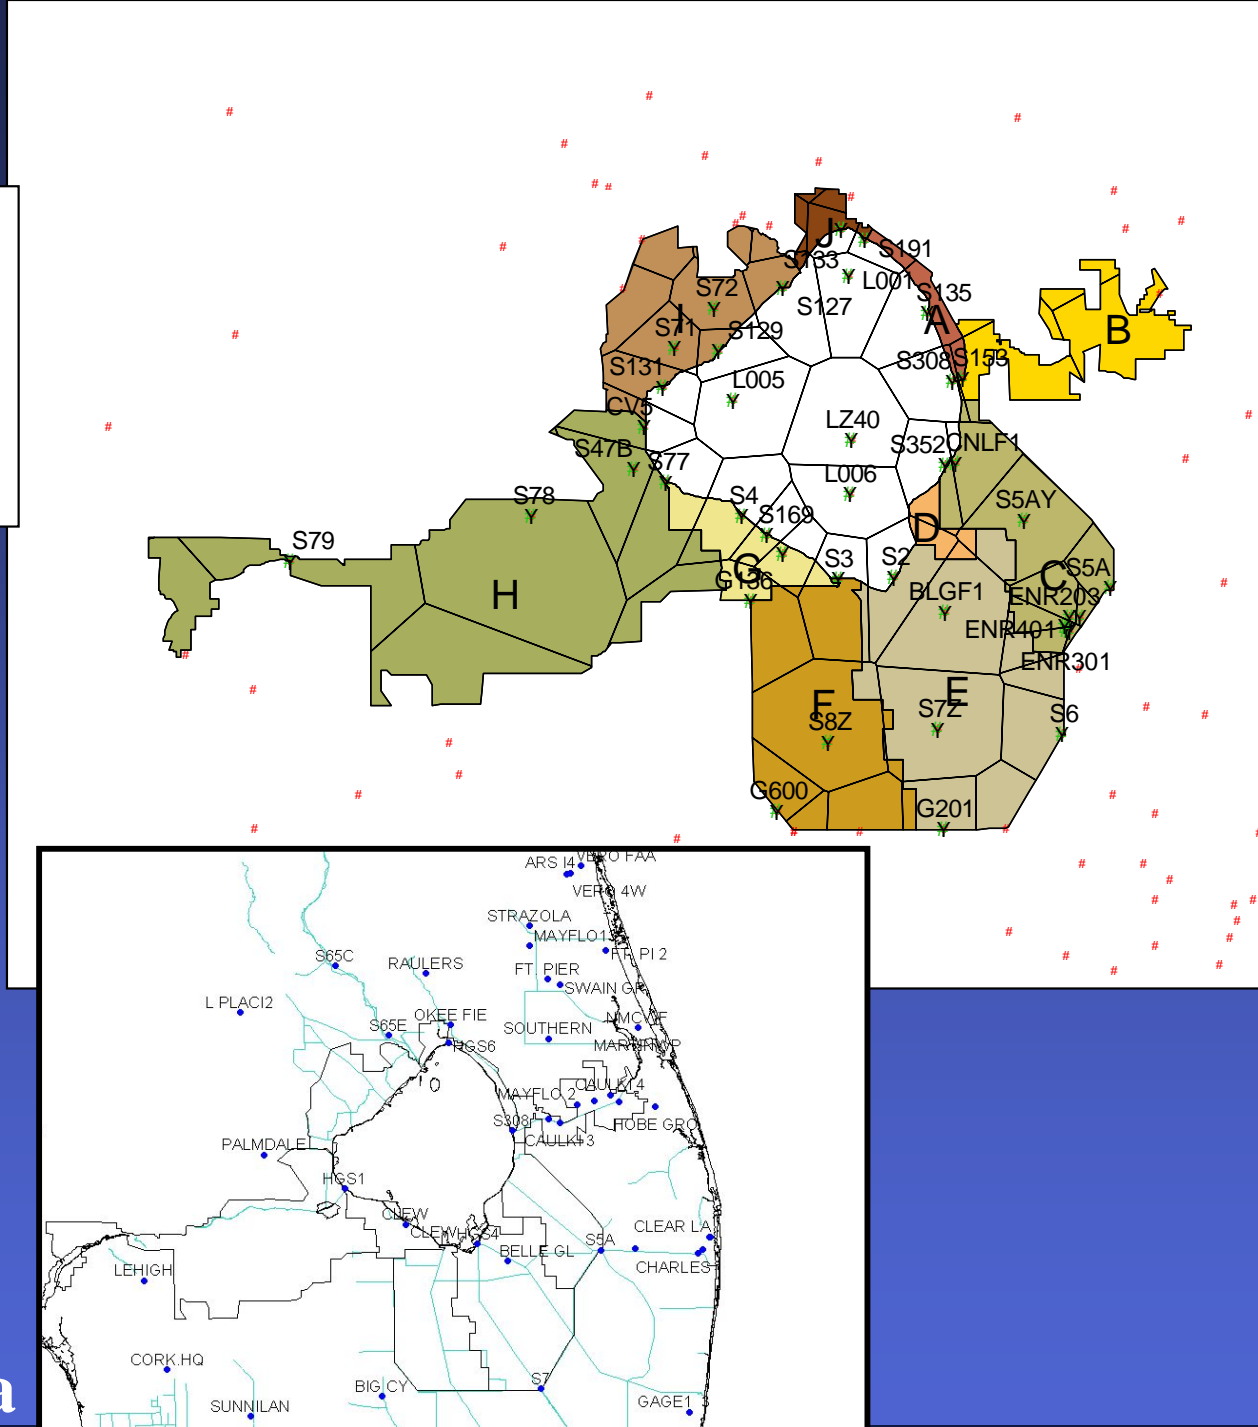 J
S191
S133
L001
S72
S127
S135
A
I
S71
S129
B
S308
S153
S131
L005
CV5
LZ40
S352
CNLF1
S47B
S77
L006
S78
S4
S5AY
S169
D
S79
S3
S2
C
S5A
G
G136
H
BLGF1
ENR203
ENR401
ENR301
F
E
S8Z
S7Z
S6
G600
G201
ARS I4
VERO FAA
VERO 4W
STRAZOLA
MAYFLO1
FT. PI 2
S65C
RAULERS
FT. PIER
SWAIN GR
L PLACI2
OKEE FIE
S65E
SOUTHERN
NMCWF
HGS6
MAYFLO 2
S308
HOBE GRO
CAULKI3
PALMDALE
HGS1
CLEW
CLEWHGS4
S5A
CLEAR LA
BELLE GL
LEHIGH
CHARLES
CORK.HQ
BIG CY
S7
SUNNILAN
GAGE1 3
a